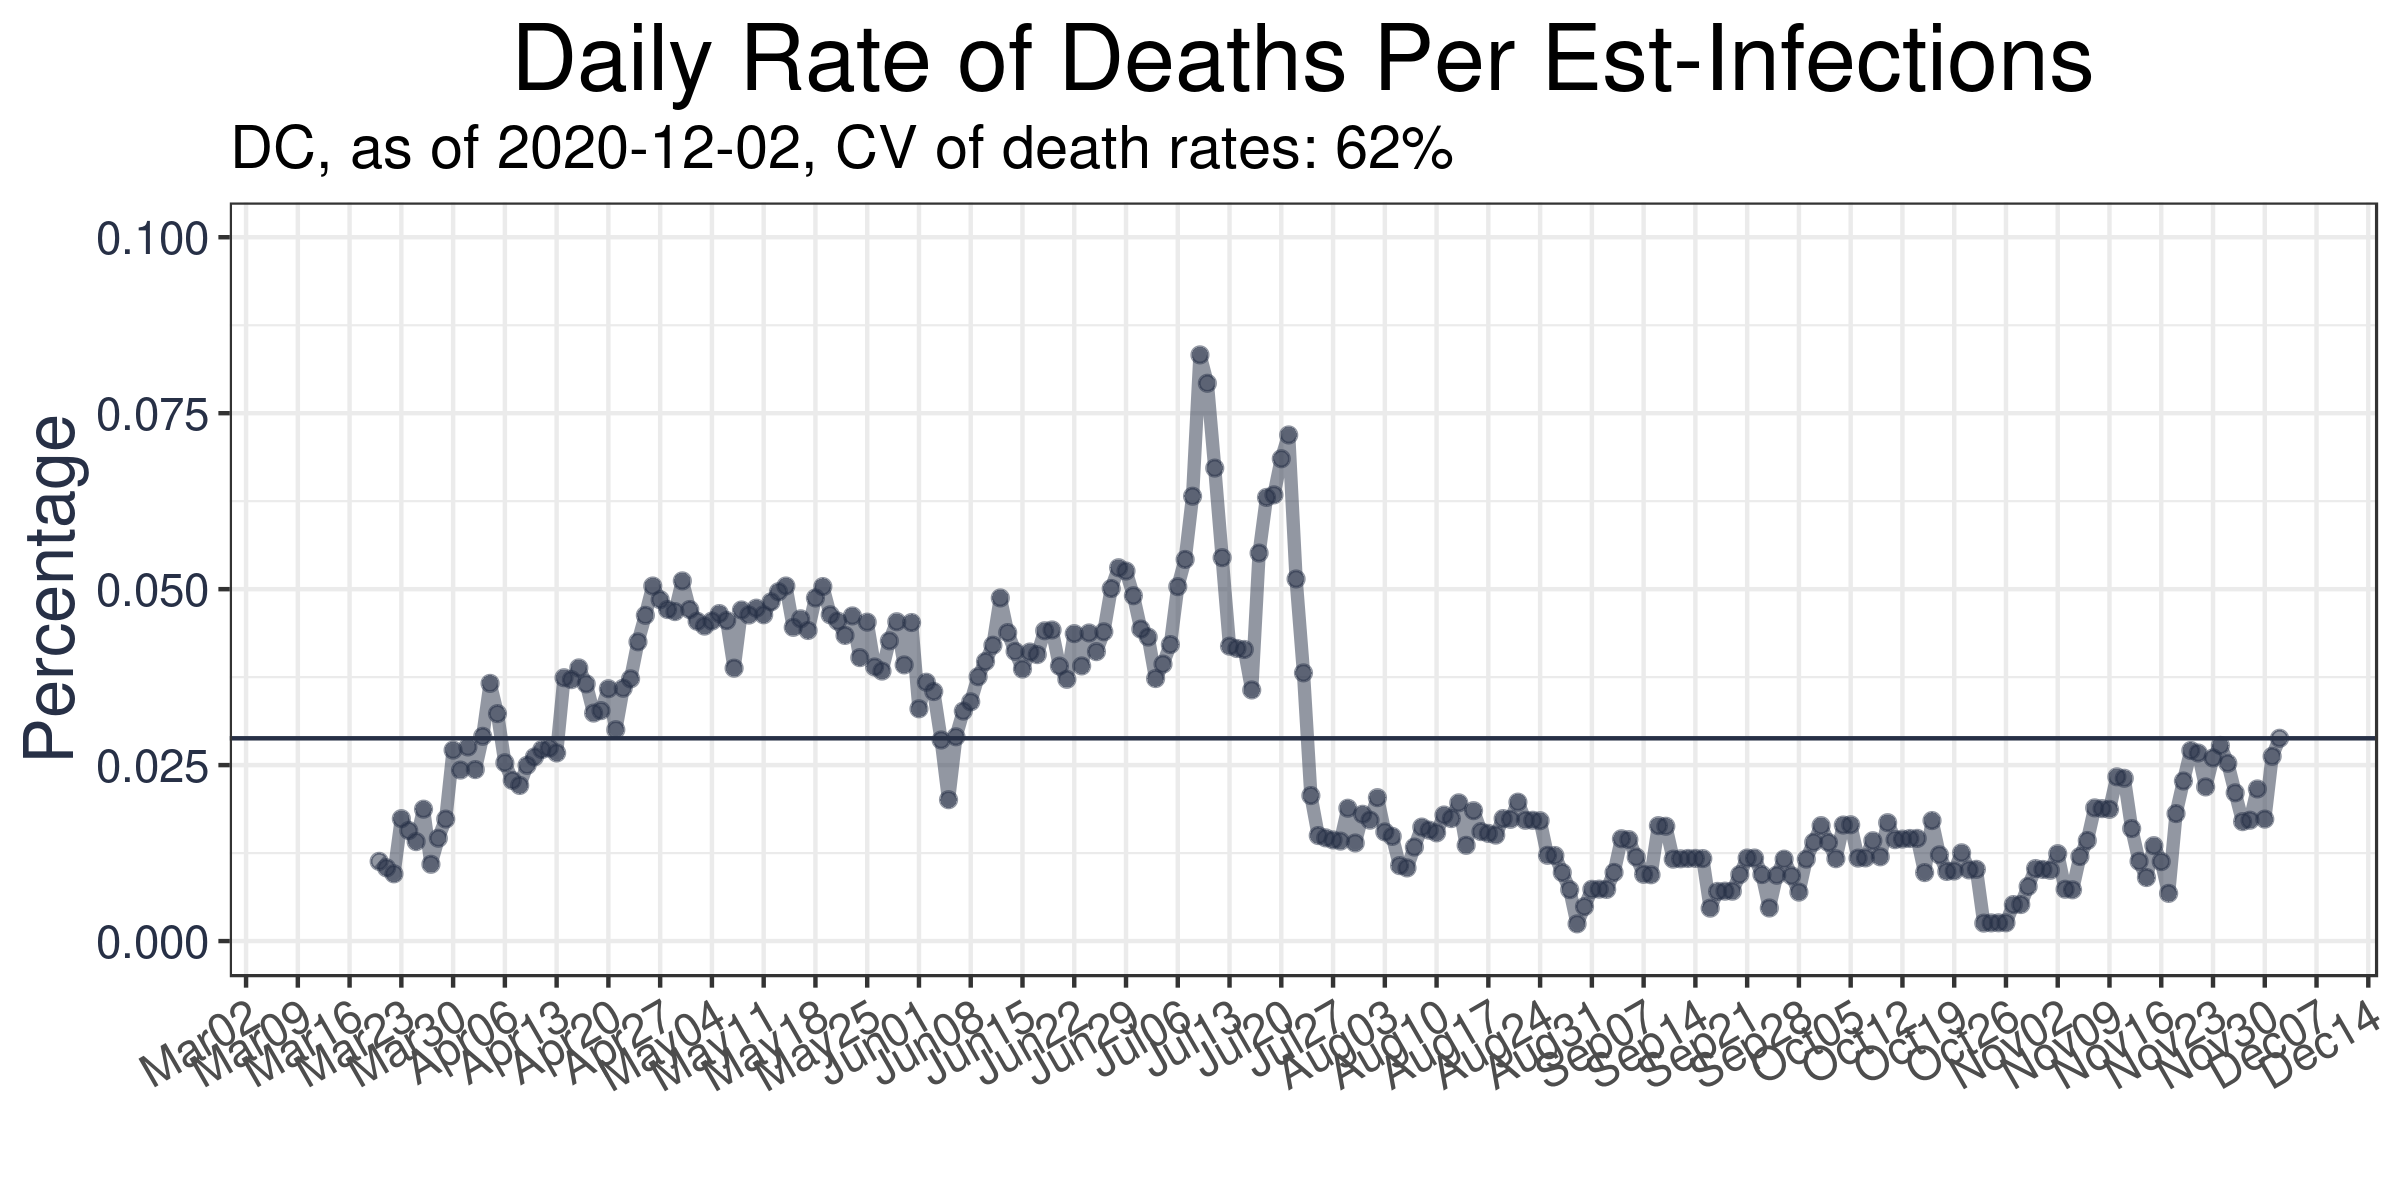 Daily Rate of Deaths Per Est-Infections
DC, as of 2020-12-02, CV of death rates: 62%
Percentage
0.100
0.075
0.050
0.025
0.000
Mar02
Mar09
Mar16
Mar23
Mar30
Apr06
Apr13
Apr20
Apr27
May04
May11
May18
May25
Jun01
Jun08
Jun15
Jun22
Jun29
Jul06
Jul13
Jul20
Jul27
Aug03
Aug10
Aug17
Aug24
Aug31
Sep07
Sep14
Sep21
Sep28
Oct05
Oct12
Oct19
Oct26
Nov02
Nov09
Nov16
Nov23
Nov30
Dec07
Dec14